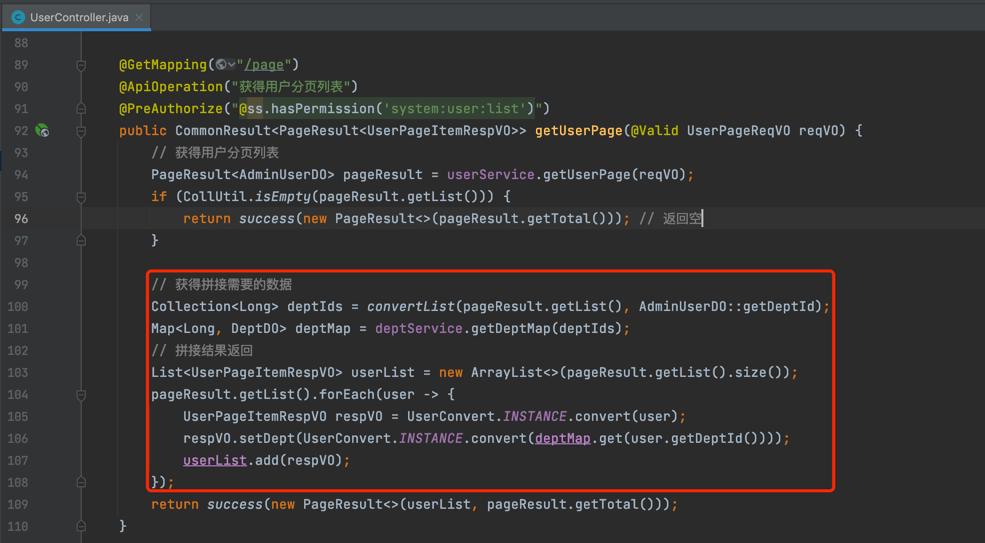 UserController.java
88
89 @GetMapping("/page")
90 @ApiOperation("获得用户分页列表")
91 @PreAuthorize("@ss.hasPermission('system:user:list')")
92 public CommonResult<PageResult<UserPageItemRespVO>> getUserPage(@Valid UserPageReqVO reqVO) {
93 // 获得用户分页列表
94 PageResult<AdminUserDO> pageResult = userService.getUserPage(reqVO);
95 if (CollUtil.isEmpty(pageResult.getList())) {
96 return success(new PageResult<>(pageResult.getTotal())); // 返回空
97 }
98
99 // 获得拼接需要的数据
100 Collection<Long> deptIds = convertList(pageResult.getList(), AdminUserDO::getDeptId);
101 Map<Long, DeptDO> deptMap = deptService.getDeptMap(deptIds);
102 // 拼接结果返回
103 List<UserPageItemRespVO> userList = new ArrayList<>(pageResult.getList().size());
104 pageResult.getList().forEach(user -> {
105 UserPageItemRespVO respVO = UserConvert.INSTANCE.convert(user);
106 respVO.setDept(UserConvert.INSTANCE.convert(deptMap.get(user.getDeptId())));
107 userList.add(respVO);
108 });
109 return success(new PageResult<>(userList, pageResult.getTotal()));
110 }